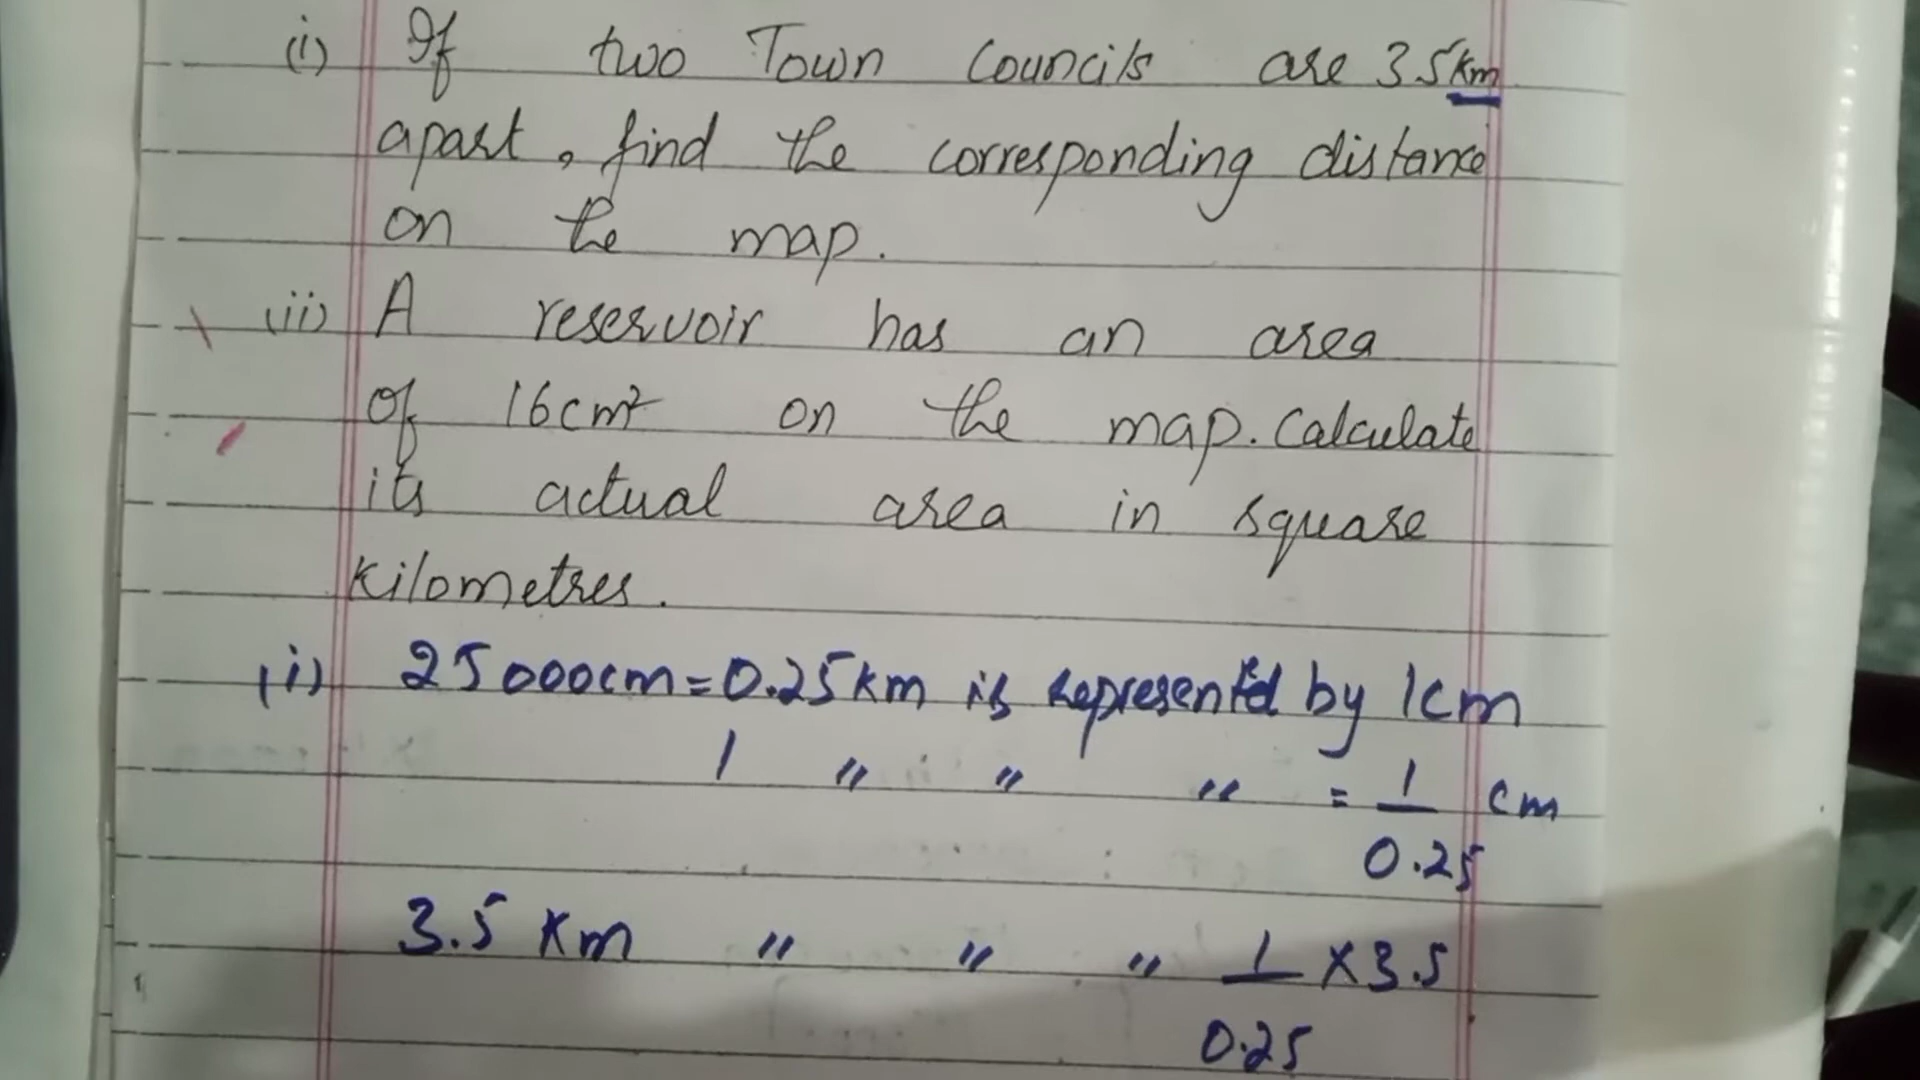 (i) If two Town Councils are 3.5km
apart, find the corresponding distance
on the map.
(ii) A reservoir has an area
of 16cm² on the map. Calculate
its actual area in square
kilometres.
(i) 25000cm=0.25km is represented by 1cm
1 " " " = 1/0.25 cm
3.5 km " " " 1/0.25 ×3.5